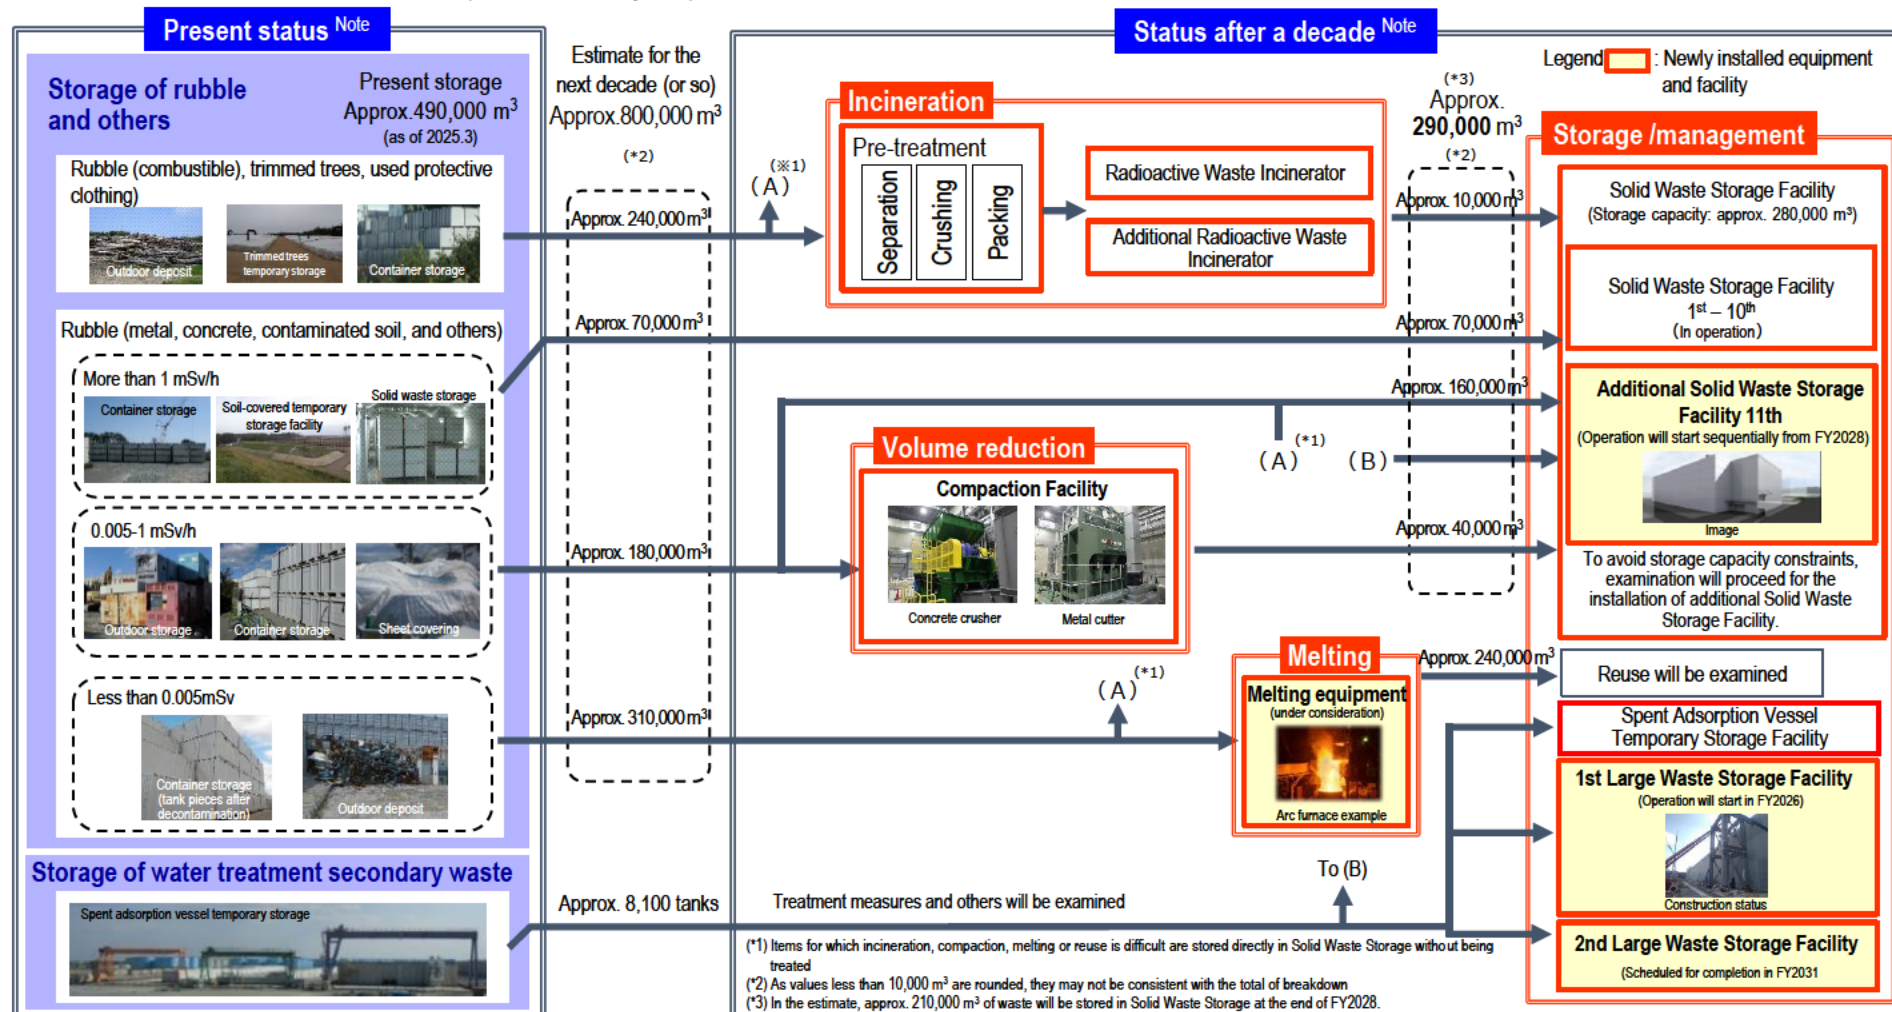 Present status Note
Storage of rubble
and others
Present storage
Approx.490,000 m³
(as of 2025.3)
Rubble (combustible), trimmed trees, used protective
clothing)
Outdoor deposit
Trimmed trees
temporary storage
Container storage
Rubble (metal, concrete, contaminated soil, and others)
More than 1 mSv/h
Container storage
Soil-covered temporary
storage facility
Solid waste storage
0.005-1 mSv/h
Outdoor storage
Container storage
Sheet covering
Less than 0.005mSv
Container storage
(tank pieces after
decontamination)
Outdoor deposit
Storage of water treatment secondary waste
Spent adsorption vessel temporary storage
Estimate for the
next decade (or so)
Approx.800,000 m³
(*2)
Approx. 240,000 m³
Approx. 70,000 m³
Approx. 180,000 m³
Approx. 310,000 m³
Approx. 8,100 tanks
Status after a decade Note
Legend : Newly installed equipment
and facility
(A) (※1)
Incineration
Pre-treatment
Separation
Crushing
Packing
Radioactive Waste Incinerator
Additional Radioactive Waste
Incinerator
(*3)
Approx.
290,000 m³
(*2)
Approx. 10,000 m³
Approx. 70,000 m³
Approx. 160,000 m³
(A) (*1)
(B)
Volume reduction
Compaction Facility
Concrete crusher
Metal cutter
Approx. 40,000 m³
(A) (*1)
Melting
Melting equipment
(under consideration)
Arc furnace example
Approx. 240,000 m³
To (B)
Treatment measures and others will be examined
Storage /management
Solid Waste Storage Facility
(Storage capacity: approx. 280,000 m³)
Solid Waste Storage Facility
1st – 10th
(In operation)
Additional Solid Waste Storage
Facility 11th
(Operation will start sequentially from FY2028)
Image
To avoid storage capacity constraints,
examination will proceed for the
installation of additional Solid Waste
Storage Facility.
Reuse will be examined
Spent Adsorption Vessel
Temporary Storage Facility
1st Large Waste Storage Facility
(Operation will start in FY2026)
Construction status
2nd Large Waste Storage Facility
(Scheduled for completion in FY2031
(*1) Items for which incineration, compaction, melting or reuse is difficult are stored directly in Solid Waste Storage without being
treated
(*2) As values less than 10,000 m³ are rounded, they may not be consistent with the total of breakdown
(*3) In the estimate, approx. 210,000 m³ of waste will be stored in Solid Waste Storage at the end of FY2028.